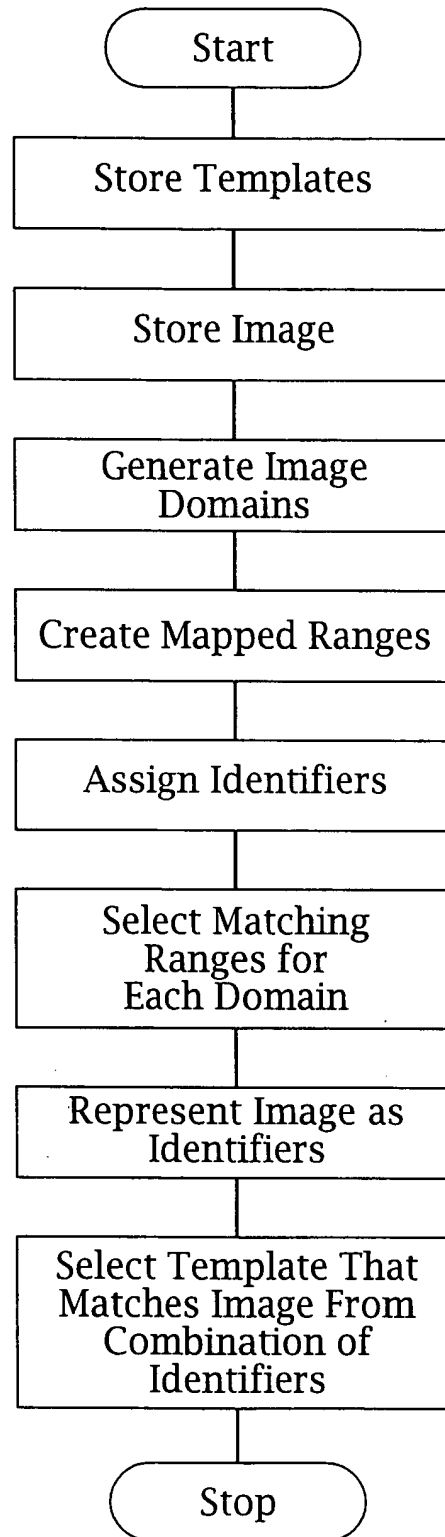 Start
Store Templates
Store Image
Generate Image
Domains
Create Mapped Ranges
Assign Identifiers
Select Matching
Ranges for
Each Domain
Represent Image as
Identifiers
Select Template That
Matches Image From
Combination of
Identifiers
Stop